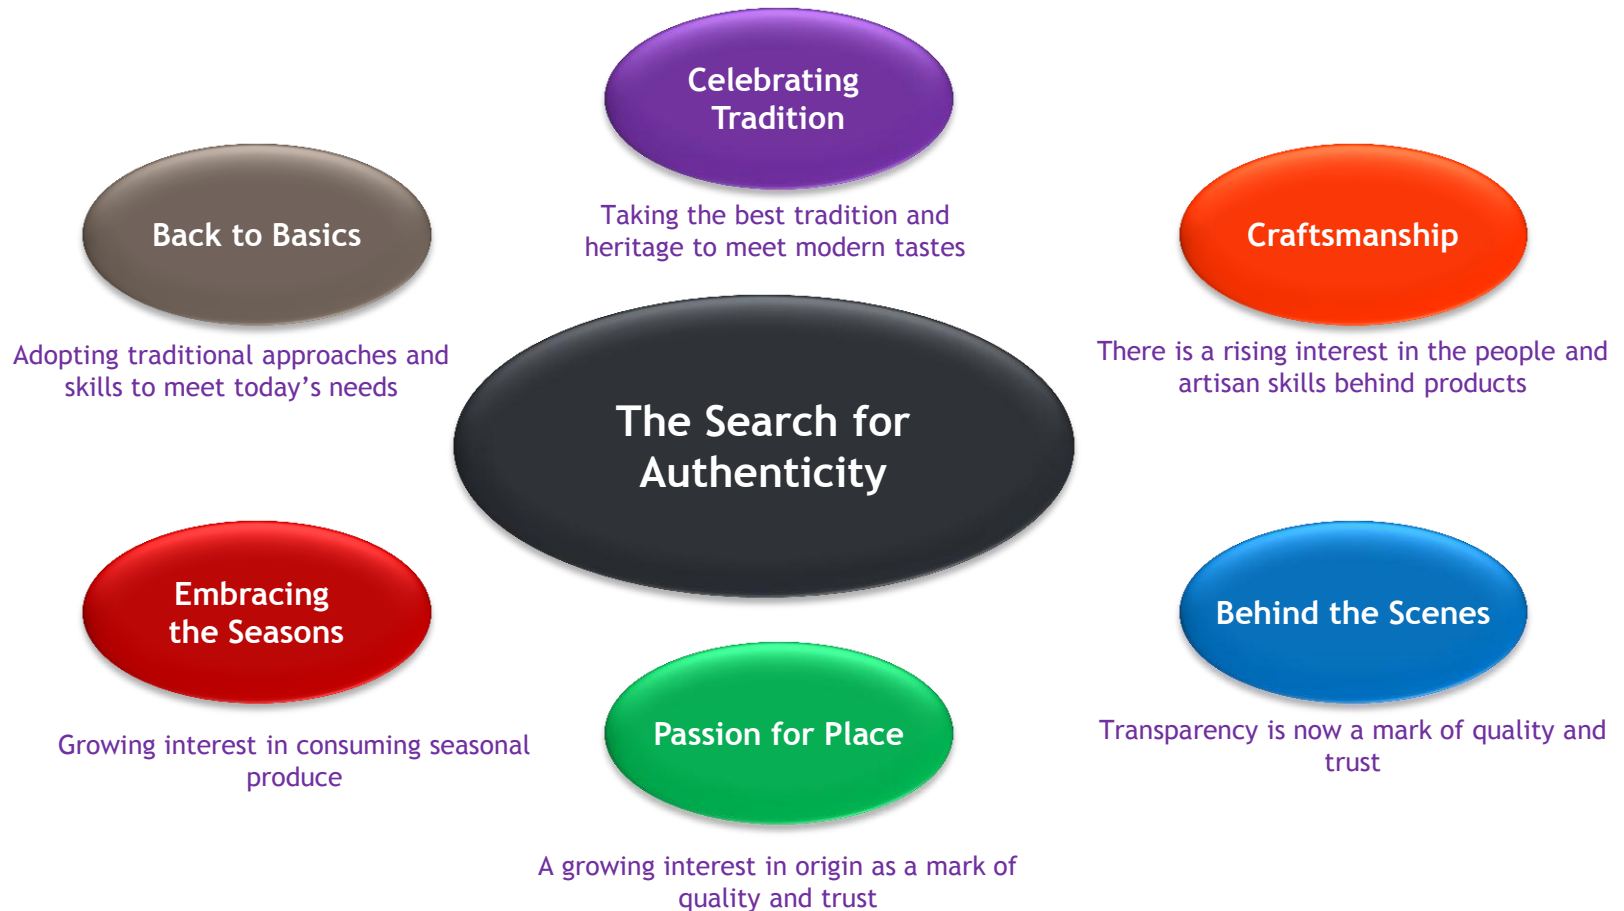 Celebrating
Tradition
Taking the best tradition and
heritage to meet modern tastes
Back to Basics
Adopting traditional approaches and
skills to meet today’s needs
Craftsmanship
There is a rising interest in the people and
artisan skills behind products
The Search for
Authenticity
Embracing
the Seasons
Growing interest in consuming seasonal
produce
Behind the Scenes
Transparency is now a mark of quality and
trust
Passion for Place
A growing interest in origin as a mark of
quality and trust